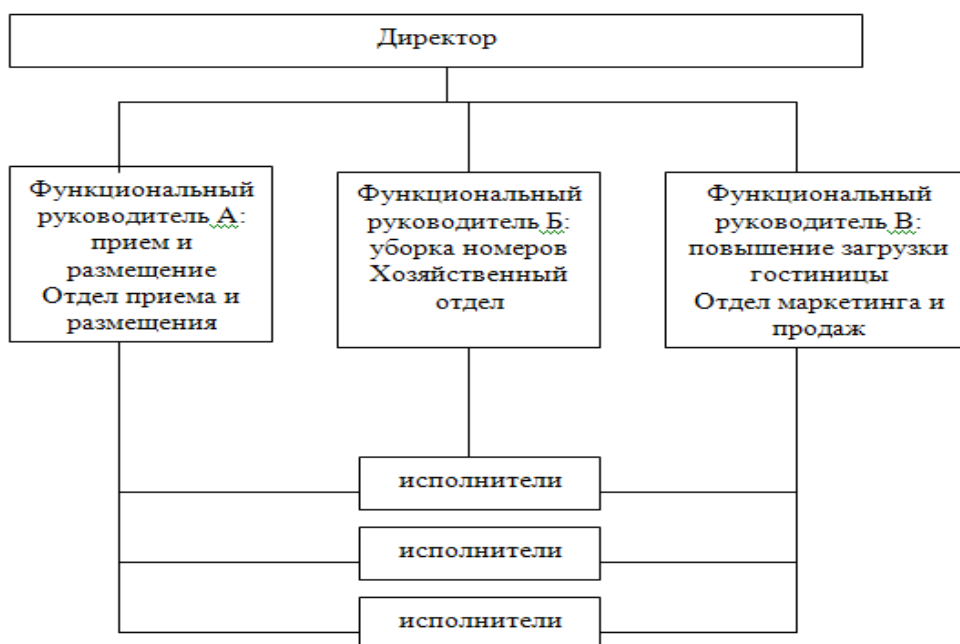 Директор
Функциональный
руководитель А:
прием и
размещение
Отдел приема и
размещения
Функциональный
руководитель Б:
уборка номеров
Хозяйственный
отдел
Функциональный
руководитель В:
повышение загрузки
гостиницы
Отдел маркетинга и
продаж
исполнители
исполнители
исполнители